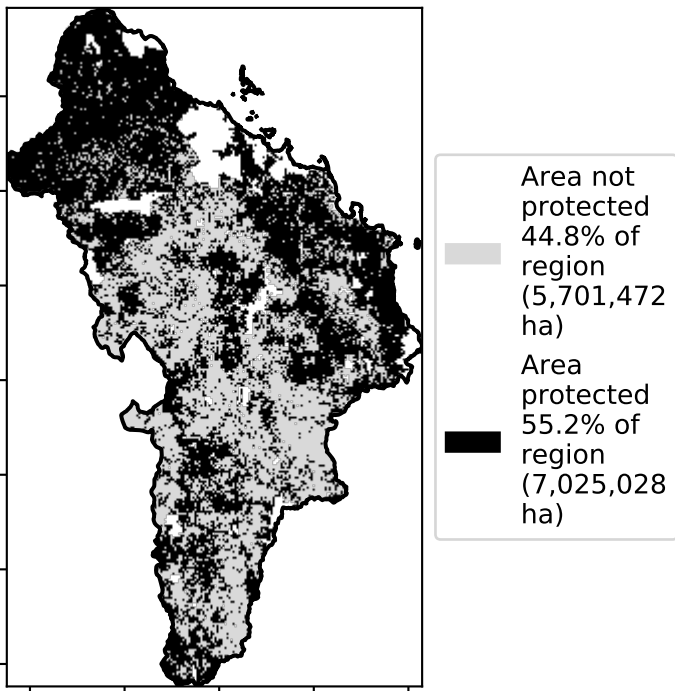 Area not
protected
44.8% of
region
(5,701,472
ha)
Area
protected
55.2% of
region
(7,025,028
ha)